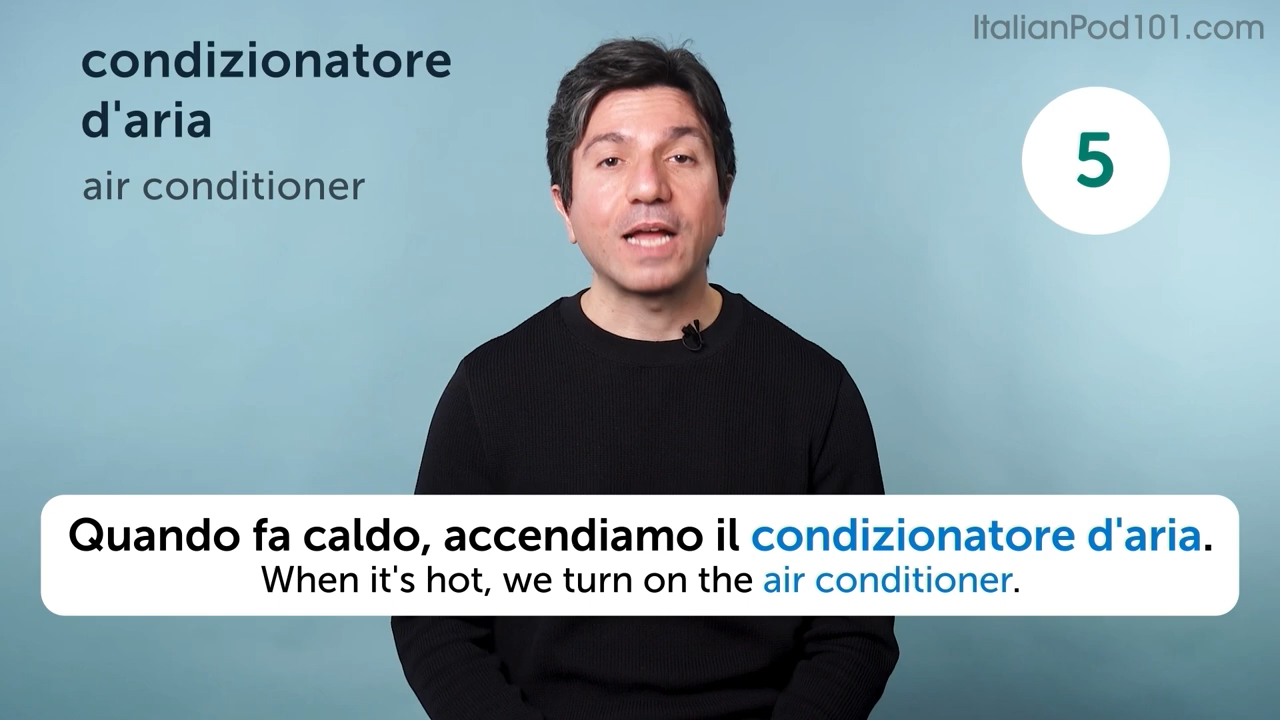 ItalianPod101.com
condizionatore
d'aria
air conditioner
5
Quando fa caldo, accendiamo il condizionatore d'aria.
When it's hot, we turn on the air conditioner.